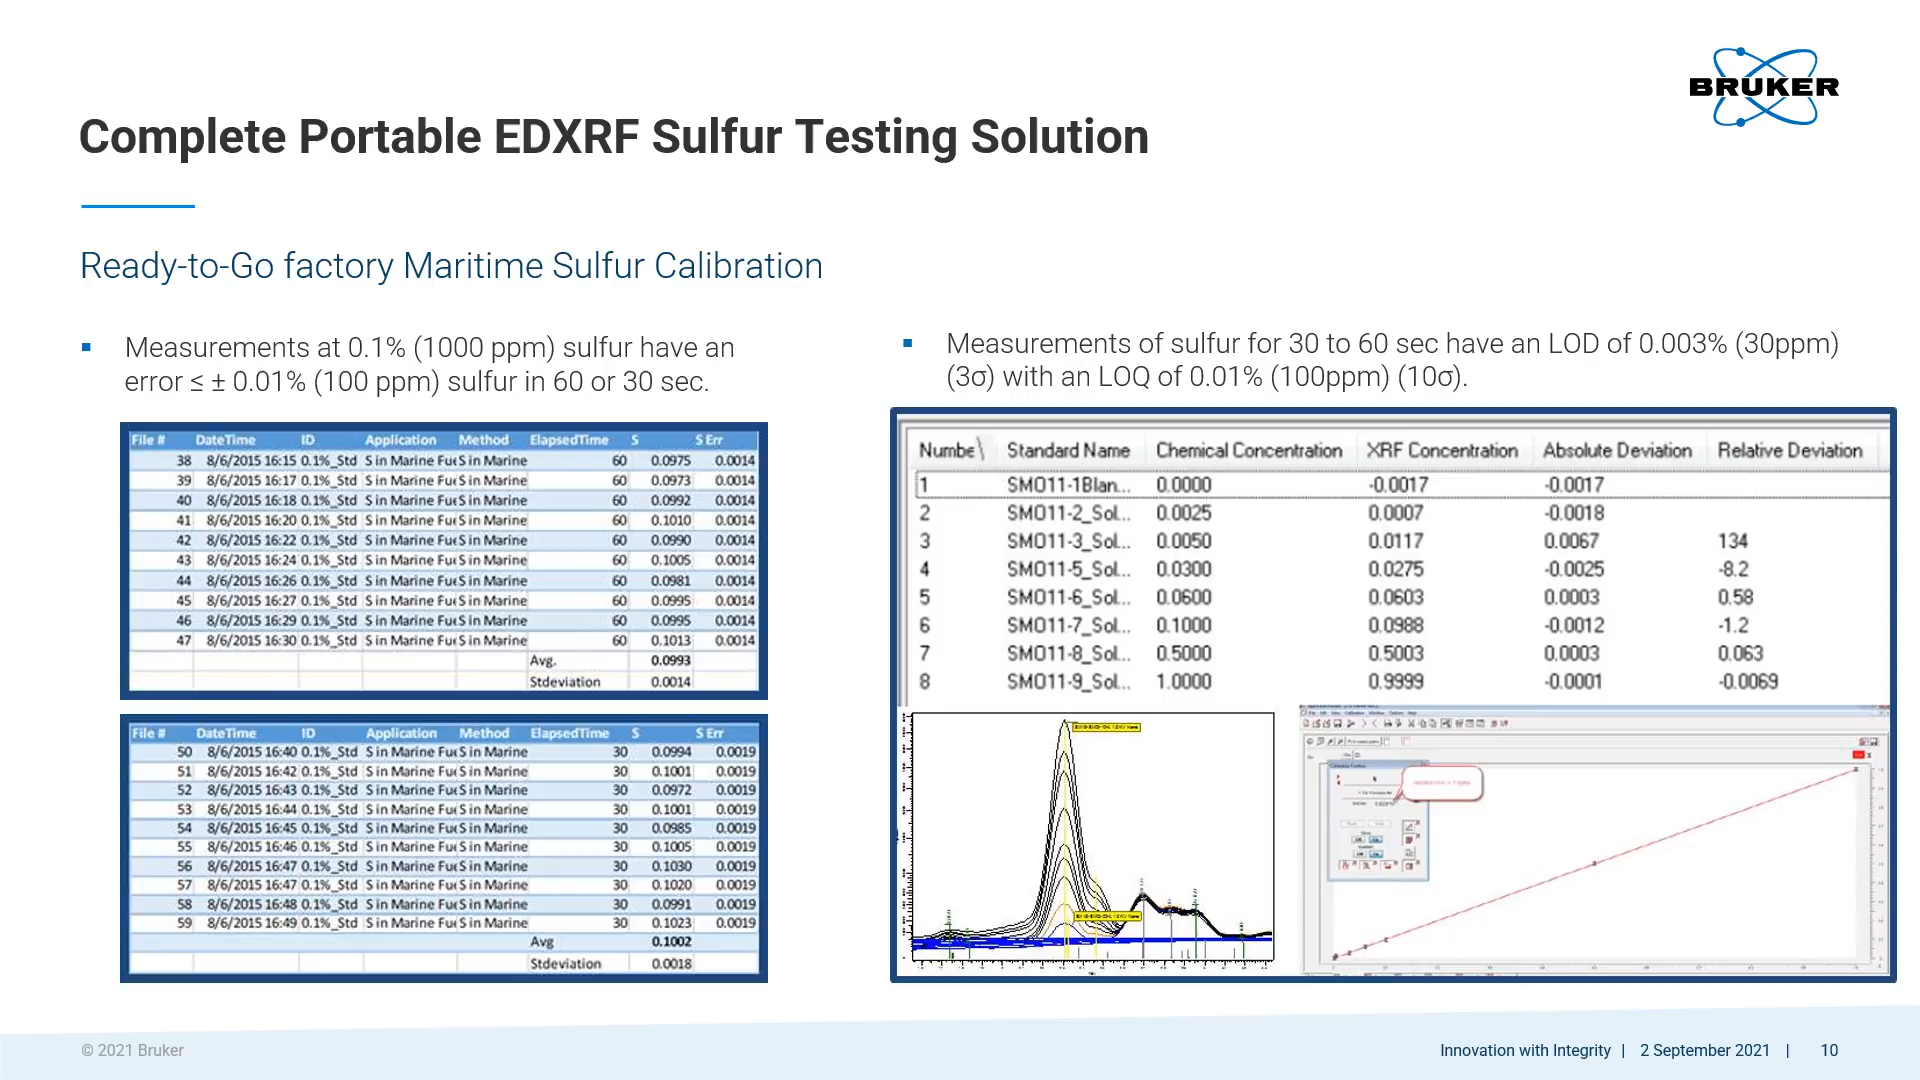 BRUKER
Complete Portable EDXRF Sulfur Testing Solution
Ready-to-Go factory Maritime Sulfur Calibration
▪ Measurements at 0.1% (1000 ppm) sulfur have an
error ≤ ± 0.01% (100 ppm) sulfur in 60 or 30 sec.
File # DateTime ID Application Method ElapsedTime S S Err
38 8/6/2015 16:15 0.1%_Std S in Marine Fue S in Marine 60 0.0975 0.0014
39 8/6/2015 16:17 0.1%_Std S in Marine Fue S in Marine 60 0.0973 0.0014
40 8/6/2015 16:18 0.1%_Std S in Marine Fue S in Marine 60 0.0992 0.0014
41 8/6/2015 16:20 0.1%_Std S in Marine Fue S in Marine 60 0.1010 0.0014
42 8/6/2015 16:22 0.1%_Std S in Marine Fue S in Marine 60 0.0990 0.0014
43 8/6/2015 16:24 0.1%_Std S in Marine Fue S in Marine 60 0.1005 0.0014
44 8/6/2015 16:26 0.1%_Std S in Marine Fue S in Marine 60 0.0981 0.0014
45 8/6/2015 16:27 0.1%_Std S in Marine Fue S in Marine 60 0.0995 0.0014
46 8/6/2015 16:29 0.1%_Std S in Marine Fue S in Marine 60 0.0995 0.0014
47 8/6/2015 16:30 0.1%_Std S in Marine Fue S in Marine 60 0.1013 0.0014
Avg. 0.0993
Stdeviation 0.0014
File # DateTime ID Application Method ElapsedTime S S Err
50 8/6/2015 16:40 0.1%_Std S in Marine Fue S in Marine 30 0.0994 0.0019
51 8/6/2015 16:42 0.1%_Std S in Marine Fue S in Marine 30 0.1001 0.0019
52 8/6/2015 16:43 0.1%_Std S in Marine Fue S in Marine 30 0.0972 0.0019
53 8/6/2015 16:44 0.1%_Std S in Marine Fue S in Marine 30 0.1001 0.0019
54 8/6/2015 16:45 0.1%_Std S in Marine Fue S in Marine 30 0.0985 0.0019
55 8/6/2015 16:46 0.1%_Std S in Marine Fue S in Marine 30 0.1005 0.0019
56 8/6/2015 16:47 0.1%_Std S in Marine Fue S in Marine 30 0.1030 0.0019
57 8/6/2015 16:47 0.1%_Std S in Marine Fue S in Marine 30 0.1020 0.0019
58 8/6/2015 16:48 0.1%_Std S in Marine Fue S in Marine 30 0.0991 0.0019
59 8/6/2015 16:49 0.1%_Std S in Marine Fue S in Marine 30 0.1023 0.0019
Avg 0.1002
Stdeviation 0.0018
▪ Measurements of sulfur for 30 to 60 sec have an LOD of 0.003% (30ppm)
(3σ) with an LOQ of 0.01% (100ppm) (10σ).
Numbe Standard Name Chemical Concentration XRF Concentration Absolute Deviation Relative Deviation
1 SMO11-1Blan... 0.0000 -0.0017 -0.0017
2 SMO11-2_Sol... 0.0025 0.0007 -0.0018
3 SMO11-3_Sol... 0.0050 0.0117 0.0067 134
4 SMO11-5_Sol... 0.0300 0.0275 -0.0025 -8.2
5 SMO11-6_Sol... 0.0600 0.0603 0.0003 0.58
6 SMO11-7_Sol... 0.1000 0.0988 -0.0012 -1.2
7 SMO11-8_Sol... 0.5000 0.5003 0.0003 0.063
8 SMO11-9_Sol... 1.0000 0.9999 -0.0001 -0.0069
© 2021 Bruker
Innovation with Integrity | 2 September 2021 | 10